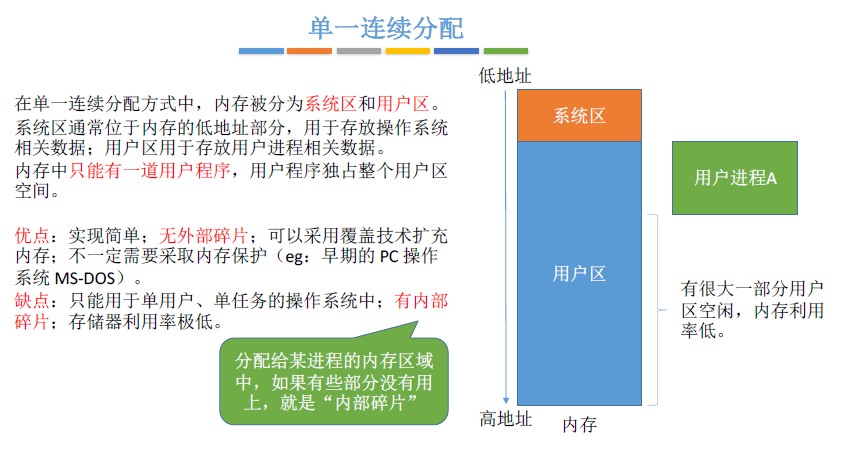 单一连续分配
在单一连续分配方式中，内存被分为系统区和用户区。
系统区通常位于内存的低地址部分，用于存放操作系统
相关数据；用户区用于存放用户进程相关数据。
内存中只能有一道用户程序，用户程序独占整个用户区
空间。
优点：实现简单；无外部碎片；可以采用覆盖技术扩充
内存；不一定需要采取内存保护（eg：早期的 PC 操作
系统 MS-DOS）。
缺点：只能用于单用户、单任务的操作系统中；有内部
碎片；存储器利用率极低。
分配给某进程的内存区域
中，如果有些部分没有用
上，就是“内部碎片”
低地址
系统区
用户区
高地址
内存
用户进程A
有很大一部分用户
区空闲，内存利用
率低。